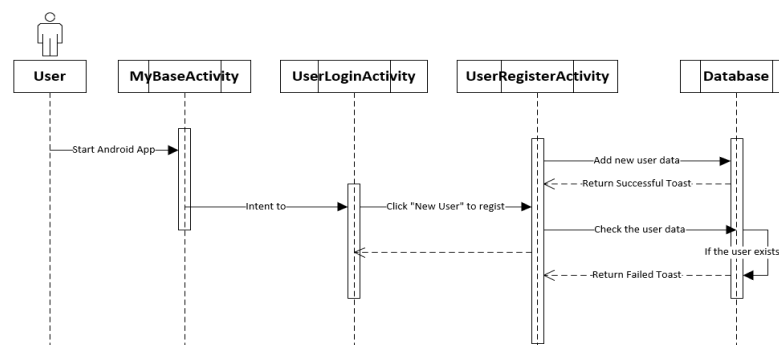 User
MyBaseActivity
UserLoginActivity
UserRegisterActivity
Database
Start Android App
Add new user data
Return Successful Toast
Intent to
Click "New User" to regist
Check the user data
If the user exists
Return Failed Toast